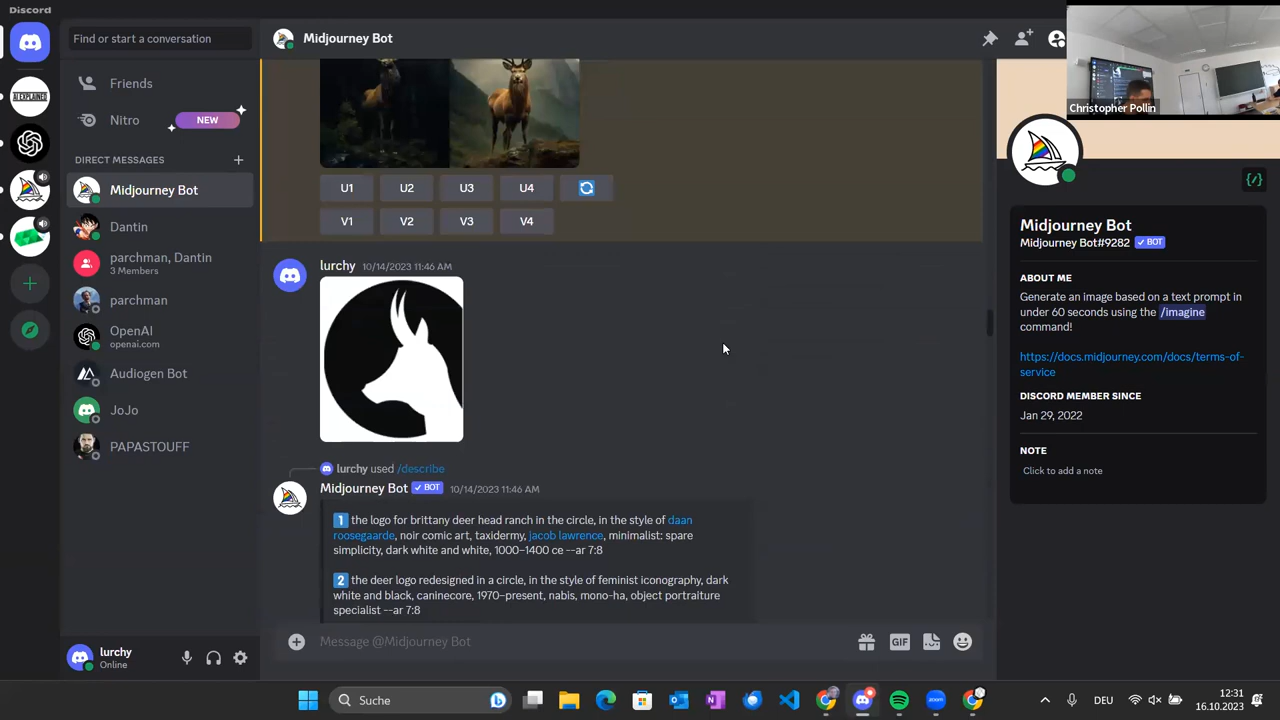 Discord
Find or start a conversation
Midjourney Bot
Christopher Pollin
Friends
Nitro
NEW
DIRECT MESSAGES
Midjourney Bot
Dantin
parchman, Dantin
3 Members
parchman
OpenAI
openai.com
Audiogen Bot
JoJo
PAPASTOUFF
lurchy
Online
AI EXPLAINED
U1 U2 U3 U4
V1 V2 V3 V4
lurchy 10/14/2023 11:46 AM
lurchy used /describe
Midjourney Bot BOT 10/14/2023 11:46 AM
1 the logo for brittany deer head ranch in the circle, in the style of daan
roosegaarde, noir comic art, taxidermy, jacob lawrence, minimalist: spare
simplicity, dark white and white, 1000–1400 ce --ar 7:8
2 the deer logo redesigned in a circle, in the style of feminist iconography, dark
white and black, caninecore, 1970–present, nabis, mono-ha, object portraiture
specialist --ar 7:8
Message @Midjourney Bot
GIF
Midjourney Bot
Midjourney Bot#9282 BOT
ABOUT ME
Generate an image based on a text prompt in
under 60 seconds using the /imagine
command!
https://docs.midjourney.com/docs/terms-of-
service
DISCORD MEMBER SINCE
Jan 29, 2022
NOTE
Click to add a note
Suche
zoom
DEU
12:31
16.10.2023